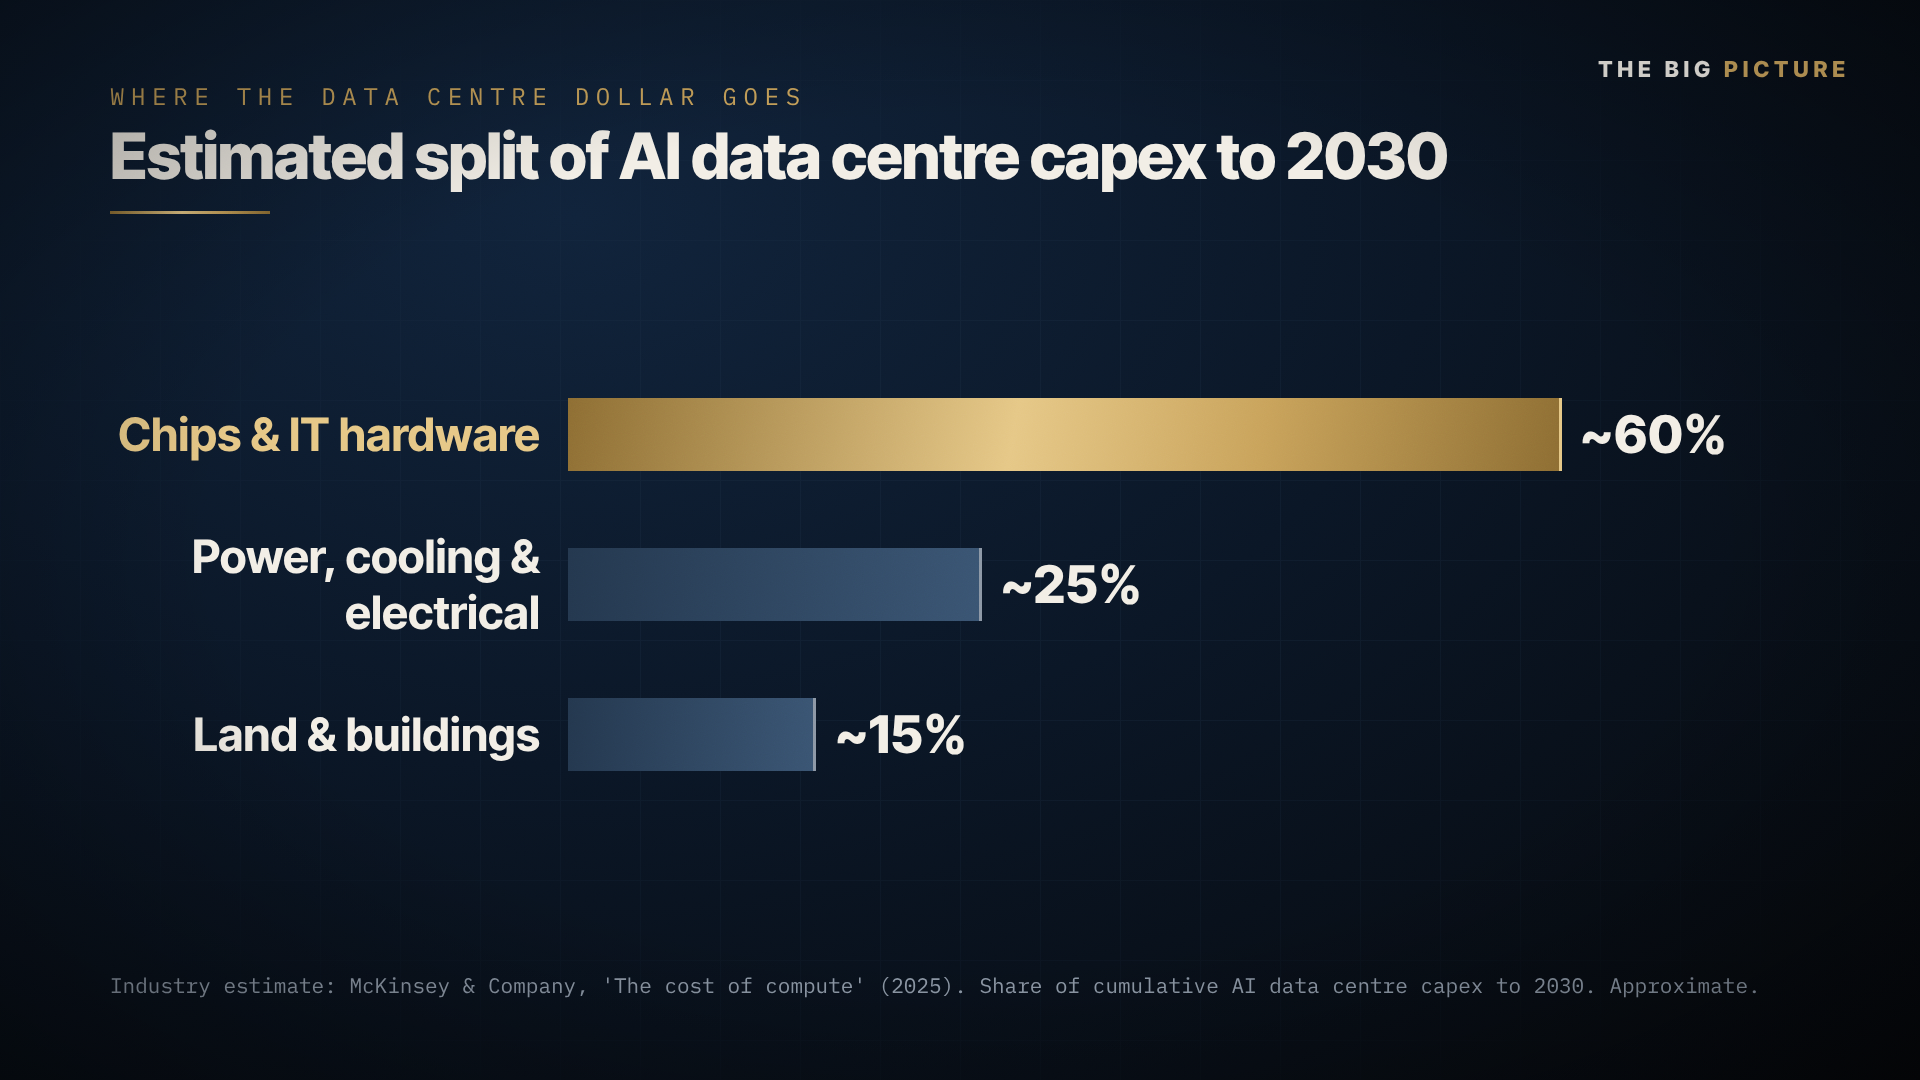 THE BIG PICTURE
WHERE THE DATA CENTRE DOLLAR GOES
Estimated split of AI data centre capex to 2030
Chips & IT hardware
~60%
Power, cooling &
electrical
~25%
Land & buildings
~15%
Industry estimate: McKinsey & Company, 'The cost of compute' (2025). Share of cumulative AI data centre capex to 2030. Approximate.